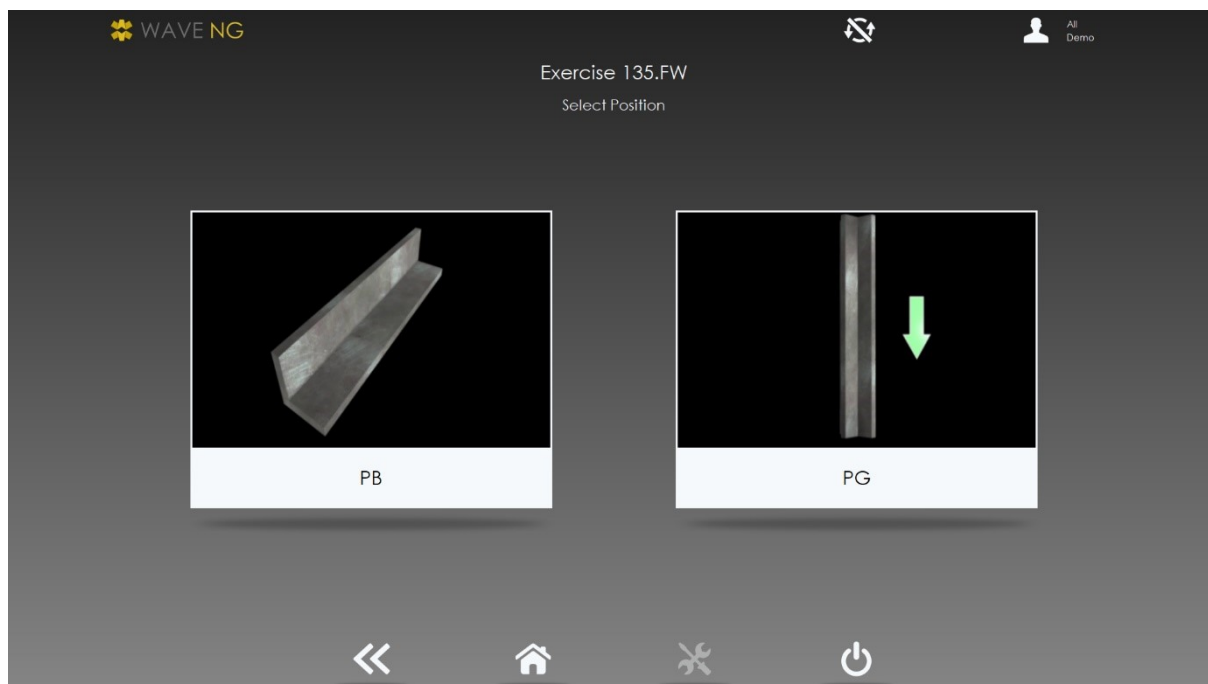 WAVE NG
All
Demo
Exercise 135.FW
Select Position
PB
PG